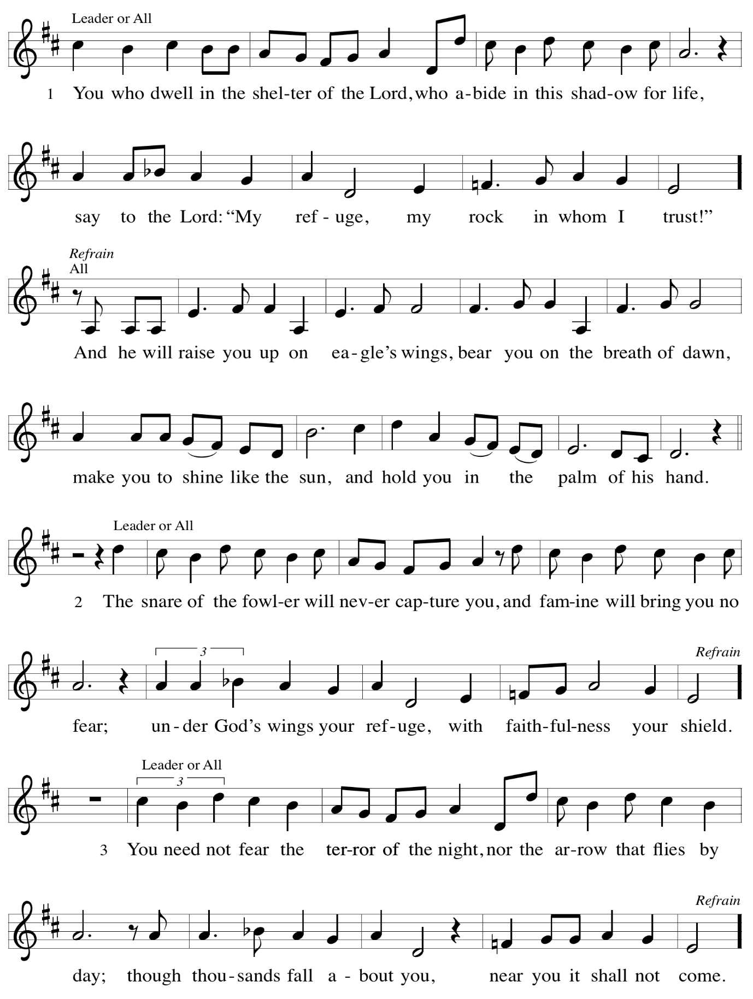 Leader or All
1 You who dwell in the shel-ter of the Lord, who a-bide in this shad-ow for life,
say to the Lord: “My ref - uge, my rock in whom I trust!”
Refrain
All
And he will raise you up on ea - gle’s wings, bear you on the breath of dawn,
make you to shine like the sun, and hold you in the palm of his hand.
Leader or All
2 The snare of the fowl-er will nev-er cap-ture you, and fam-ine will bring you no
3
Refrain
fear; un - der God’s wings your ref - uge, with faith-ful-ness your shield.
Leader or All
3
3 You need not fear the ter-ror of the night, nor the ar-row that flies by
Refrain
day; though thou - sands fall a - bout you, near you it shall not come.